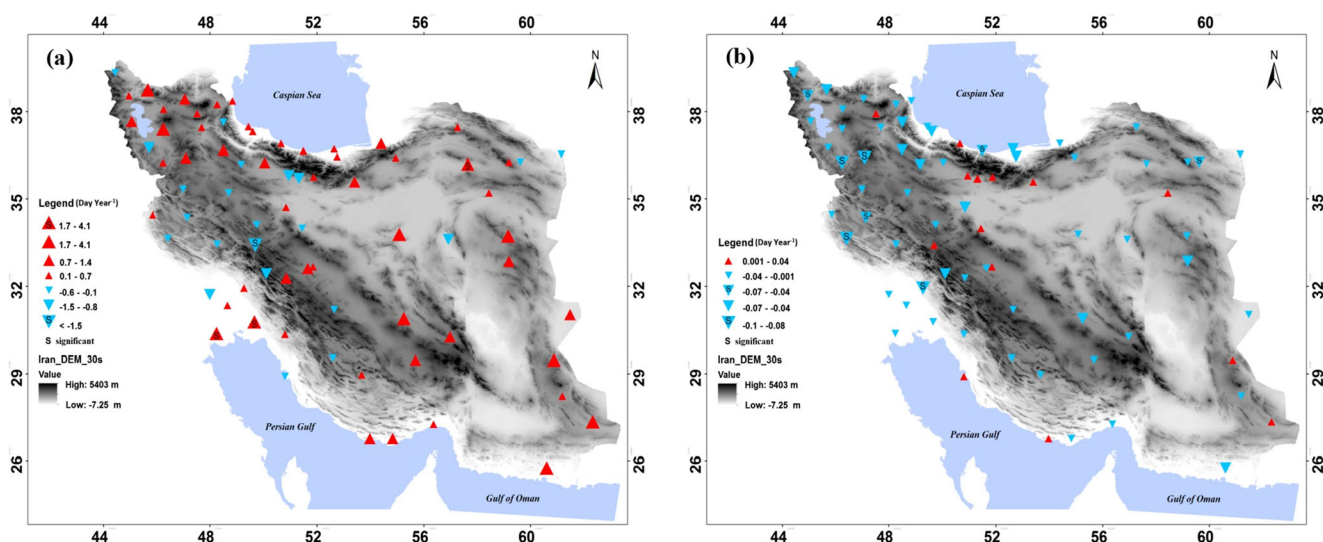 44 48 52 56 60
(a)
N
Caspian Sea
38
35
32
29
26
Legend (Day Year-1)
S 1.7 - 4.1
1.7 - 4.1
0.7 - 1.4
0.1 - 0.7
-0.6 - -0.1
-1.5 - -0.8
S < -1.5
S significant
Iran_DEM_30s
Value
High: 5403 m
Low: -7.25 m
S
S
S
Persian Gulf
Gulf of Oman
38
35
32
29
26
44 48 52 56 60
44 48 52 56 60
(b)
N
Caspian Sea
38
35
32
29
26
Legend (Day Year-1)
0.001 - 0.04
-0.04 - -0.001
S -0.07 - -0.04
-0.07 - -0.04
S -0.1 - -0.08
S significant
Iran_DEM_30s
Value
High: 5403 m
Low: -7.25 m
S
S
S
S
S
S
S
S
Persian Gulf
Gulf of Oman
38
35
32
29
26
44 48 52 56 60